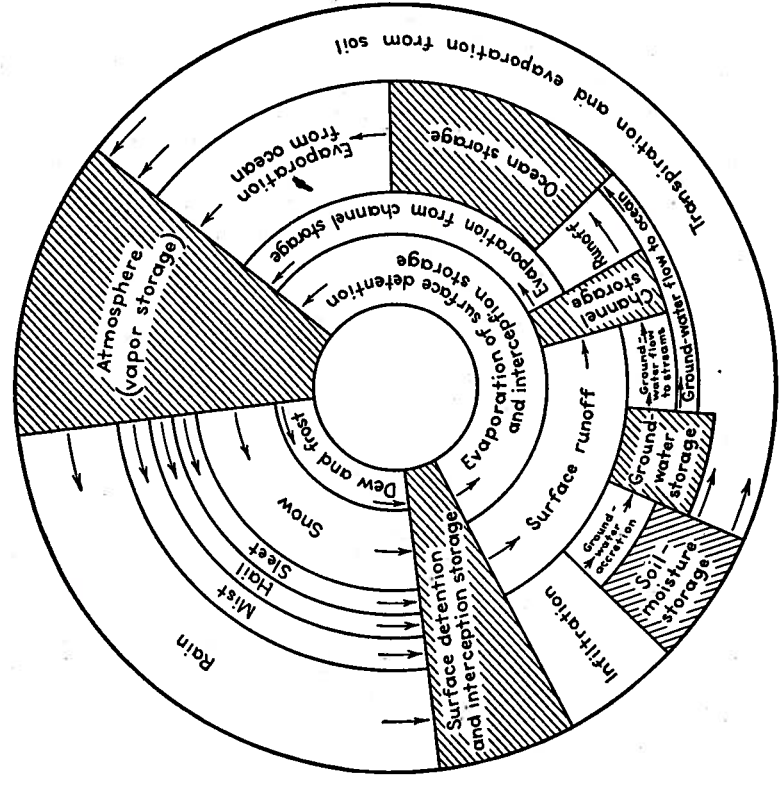 Transpiration and evaporation from soil
Ocean storage
Evaporation
from ocean
Evaporation from channel storage
Evaporation of surface detention
and interception storage
Runoff
Channel
storage
Ground-water flow to ocean
Ground-
water flow
to streams
Ground-
water
storage
Surface runoff
Ground-
water
accretion
Soil-
moisture
storage
Infiltration
Surface detention
and interception storage
Atmosphere
(vapor storage)
Dew and frost
Snow
Sleet
Hail
Mist
Rain